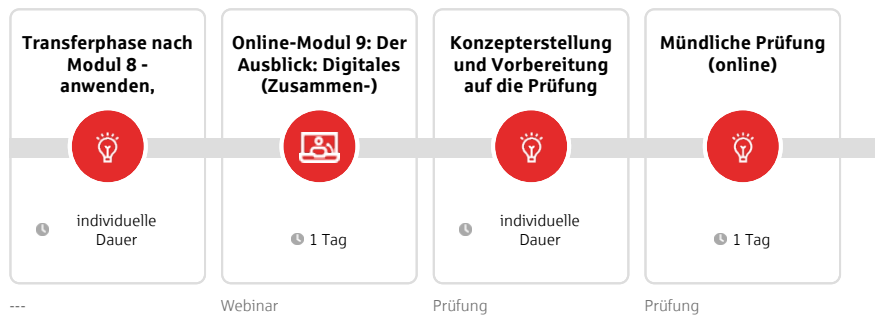 Transferphase nach
Modul 8 -
anwenden,
individuelle
Dauer
---
Online-Modul 9: Der
Ausblick: Digitales
(Zusammen-)
1 Tag
Webinar
Konzepterstellung
und Vorbereitung
auf die Prüfung
individuelle
Dauer
Prüfung
Mündliche Prüfung
(online)
1 Tag
Prüfung